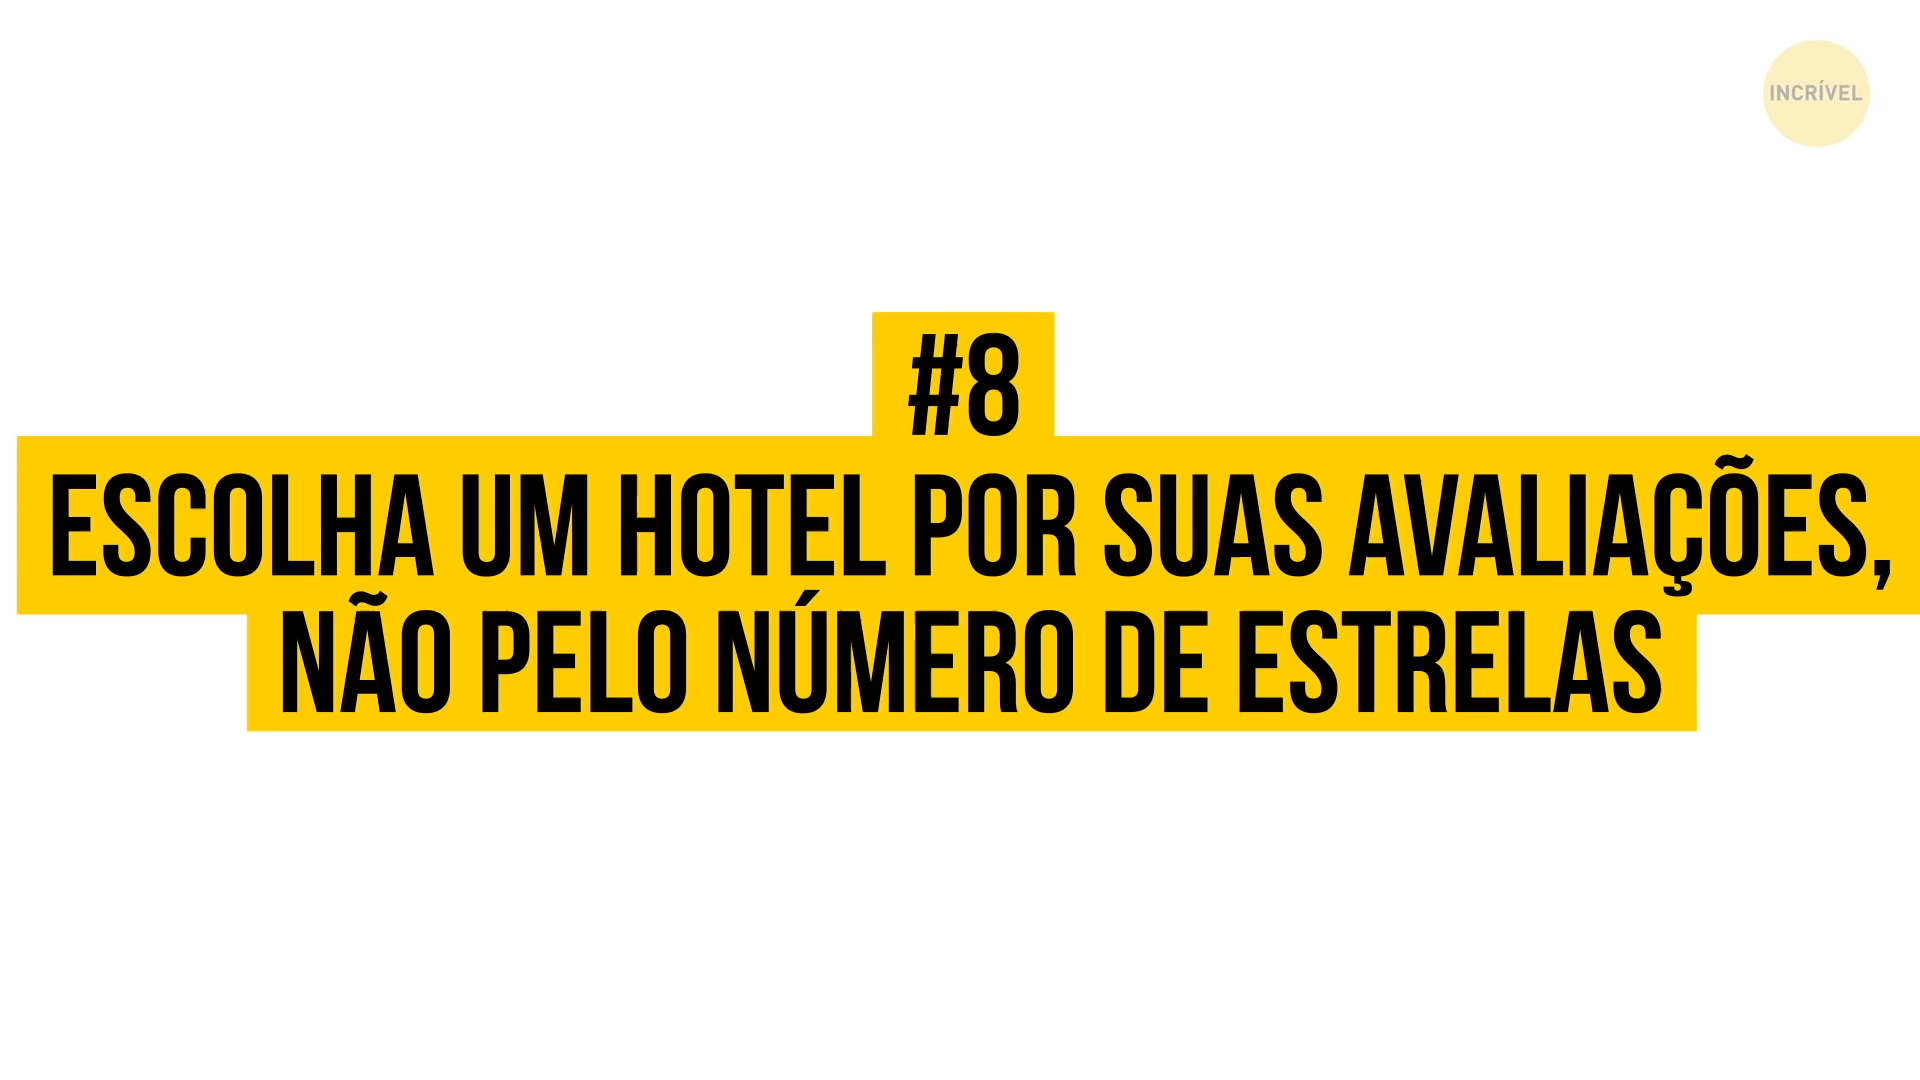 INCRÍVEL
#8
ESCOLHA UM HOTEL POR SUAS AVALIAÇÕES,
NÃO PELO NÚMERO DE ESTRELAS